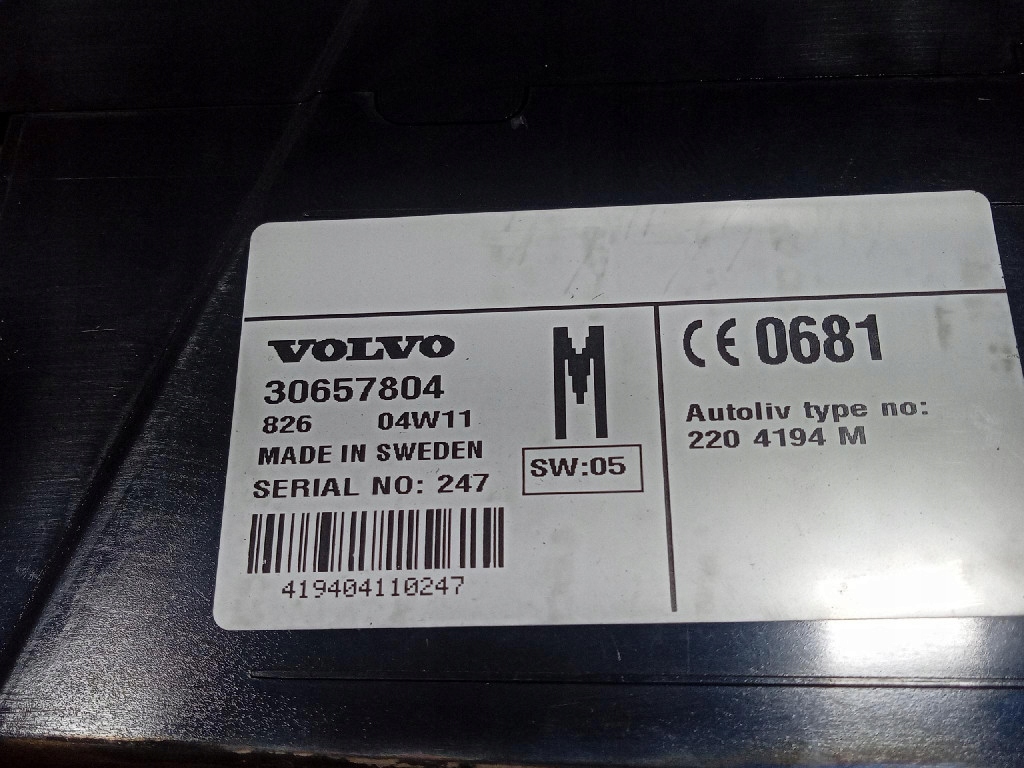 VOLVO
30657804
826 04W11
MADE IN SWEDEN
SERIAL NO: 247
419404110247
SW:05
CE 0681
Autoliv type no:
220 4194 M